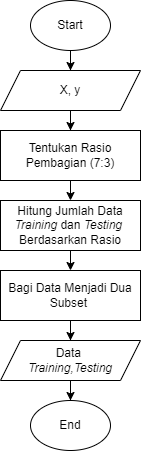 Start
X, y
Tentukan Rasio
Pembagian (7:3)
Hitung Jumlah Data
Training dan Testing
Berdasarkan Rasio
Bagi Data Menjadi Dua
Subset
Data
Training,Testing
End